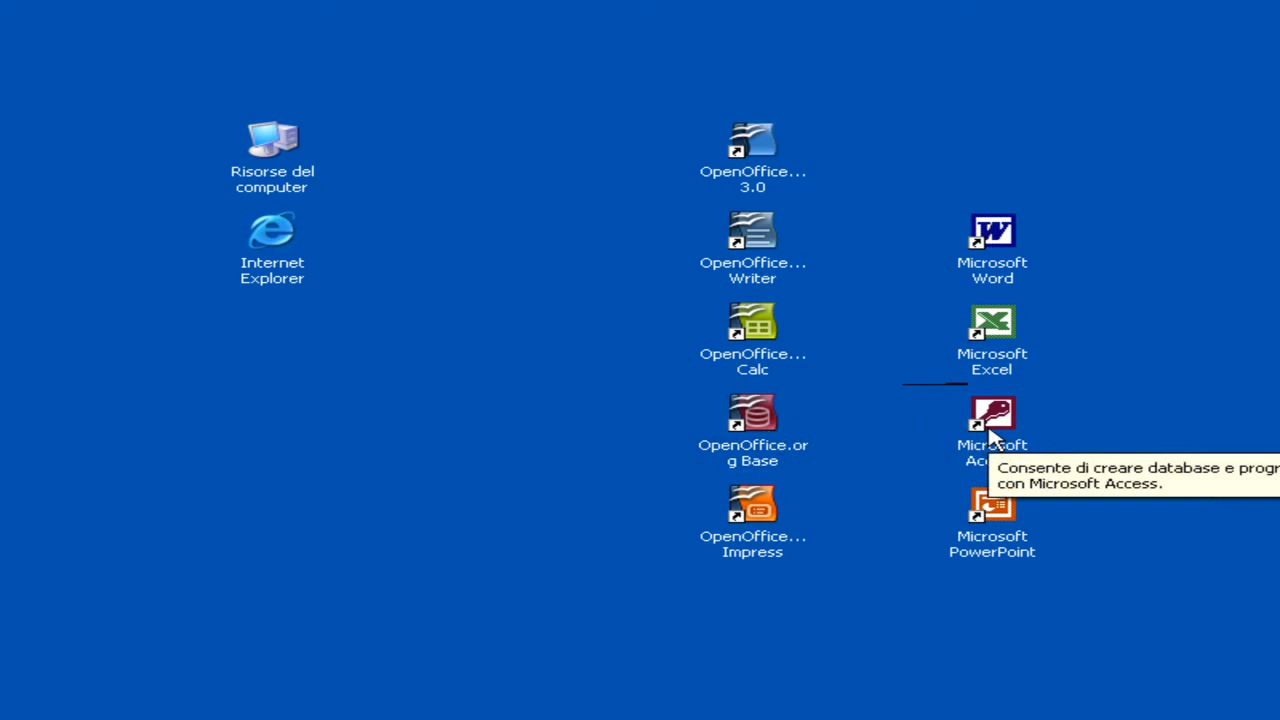 Risorse del
computer
Internet
Explorer
OpenOffice...
3.0
OpenOffice...
Writer
OpenOffice...
Calc
OpenOffice.or
g Base
OpenOffice...
Impress
Microsoft
Word
Microsoft
Excel
Microsoft
Consente di creare database e progr
con Microsoft Access.
Microsoft
PowerPoint